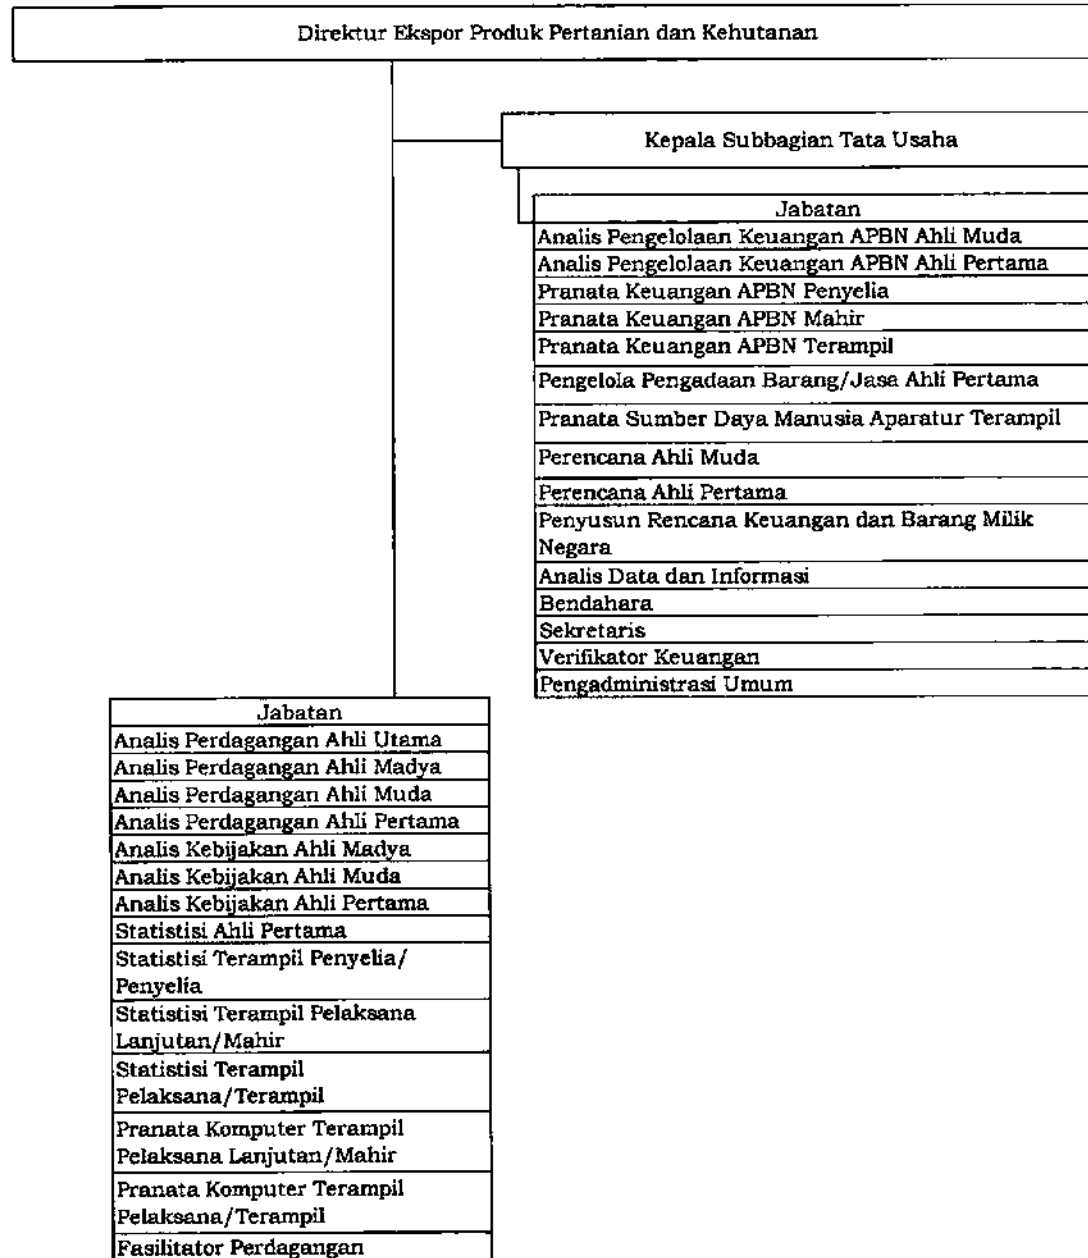 Direktur Ekspor Produk Pertanian dan Kehutanan
Kepala Subbagian Tata Usaha
Jabatan
Analis Pengelolaan Keuangan APBN Ahli Muda
Analis Pengelolaan Keuangan APBN Ahli Pertama
Pranata Keuangan APBN Penyelia
Pranata Keuangan APBN Mahir
Pranata Keuangan APBN Terampil
Pengelola Pengadaan Barang/Jasa Ahli Pertama
Pranata Sumber Daya Manusia Aparatur Terampil
Perencana Ahli Muda
Perencana Ahli Pertama
Penyusun Rencana Keuangan dan Barang Milik
Negara
Analis Data dan Informasi
Bendahara
Sekretaris
Verifikator Keuangan
Pengadministrasi Umum
Jabatan
Analis Perdagangan Ahli Utama
Analis Perdagangan Ahli Madya
Analis Perdagangan Ahli Muda
Analis Perdagangan Ahli Pertama
Analis Kebijakan Ahli Madya
Analis Kebijakan Ahli Muda
Analis Kebijakan Ahli Pertama
Statistisi Ahli Pertama
Statistisi Terampil Penyelia/
Penyelia
Statistisi Terampil Pelaksana
Lanjutan/Mahir
Statistisi Terampil
Pelaksana/Terampil
Pranata Komputer Terampil
Pelaksana Lanjutan/Mahir
Pranata Komputer Terampil
Pelaksana/Terampil
Fasilitator Perdagangan